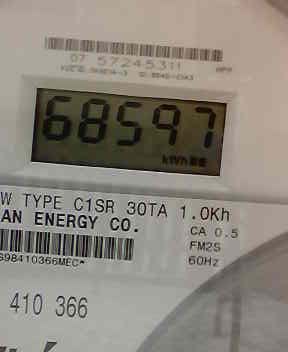 07 57245311
68597
kWh
W TYPE C1SR 30TA 1.0Kh
AN ENERGY CO.
CA 0.5
FM2S
S98410366MEC*
60Hz
410 366